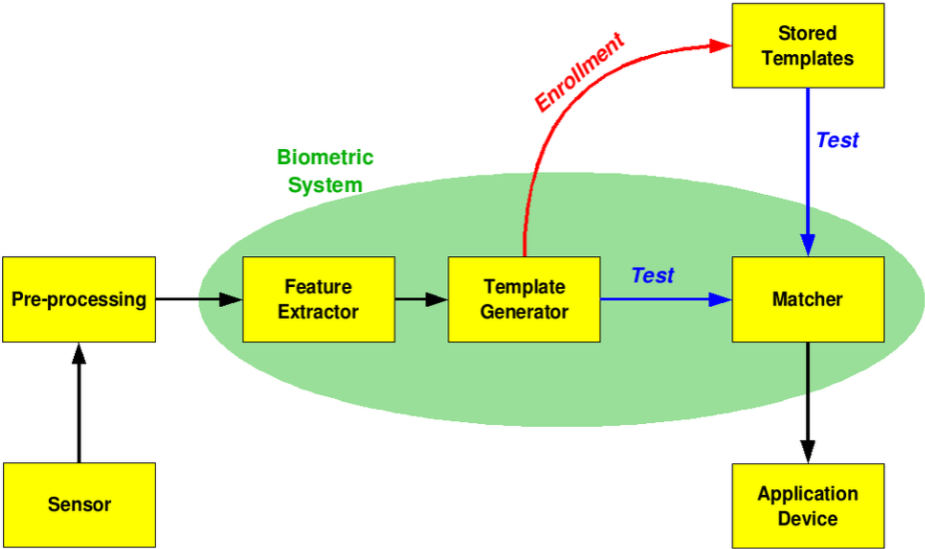 Stored
Templates
Enrollment
Test
Biometric
System
Pre-processing
Feature
Extractor
Template
Generator
Test
Matcher
Sensor
Application
Device